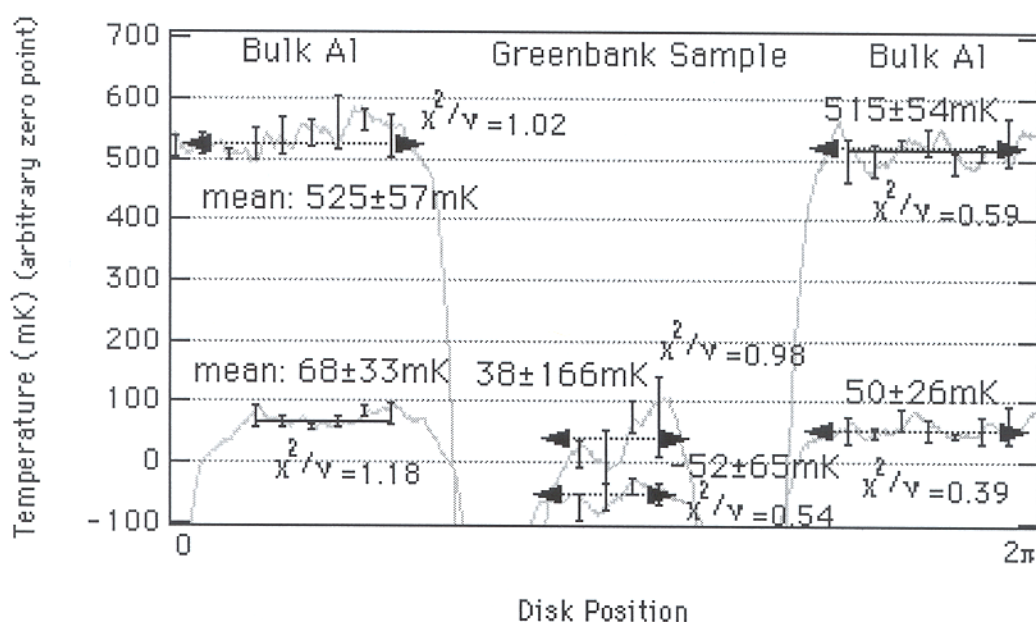 700
Bulk Al
Greenbank Sample
Bulk Al
600
χ²/ν =1.02
515±54mK
500
mean: 525±57mK
χ²/ν =0.59
400
300
200
χ²/ν =0.98
mean: 68±33mK
38±166mK
50±26mK
100
0
-52±65mK
χ²/ν =1.18
χ²/ν =0.54
χ²/ν =0.39
-100
0
2π
Disk Position
Temperature (mK) (arbitrary zero point)